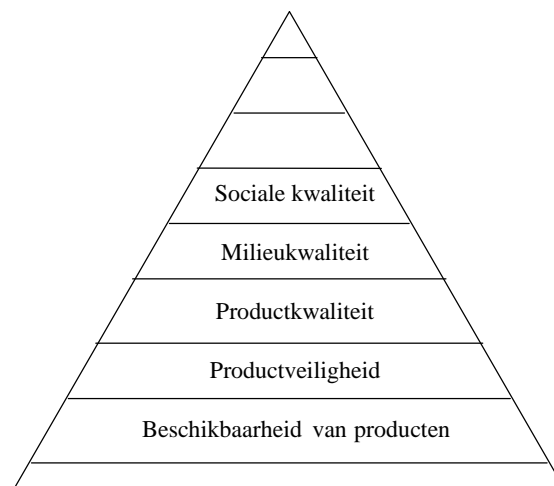 Sociale kwaliteit
Milieukwaliteit
Productkwaliteit
Productveiligheid
Beschikbaarheid van producten